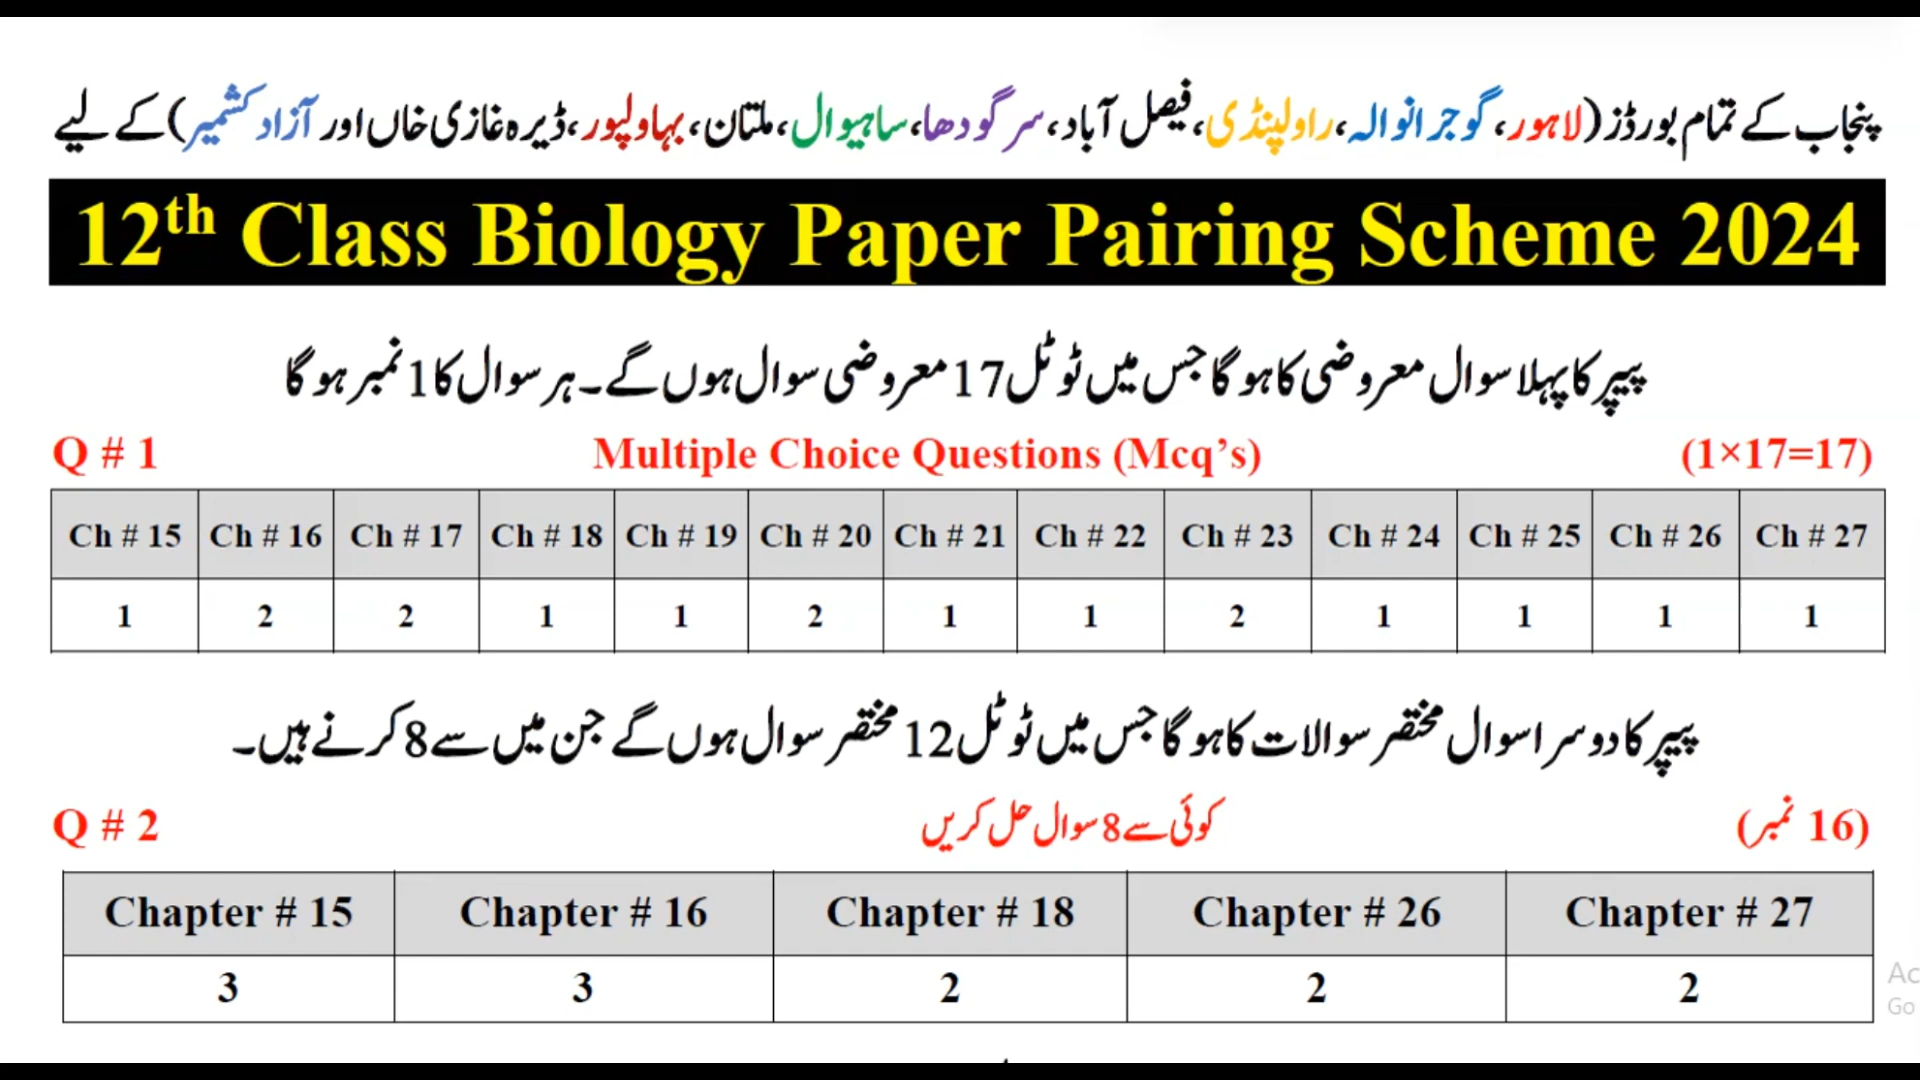 پنجاب کے تمام بورڈز (لاہور، گوجرانوالہ، راولپنڈی، فیصل آباد، سرگودھا، ساہیوال، ملتان، بہاولپور، ڈیرہ غازی خاں اور آزاد کشمیر) کے لیے
12th Class Biology Paper Pairing Scheme 2024
پیپر کا پہلا سوال معروضی کا ہو گا جس میں ٹوٹل 17 معروضی سوال ہوں گے۔ ہر سوال کا 1 نمبر ہو گا
Q # 1 Multiple Choice Questions (Mcq’s) (1×17=17)
Ch # 15 Ch # 16 Ch # 17 Ch # 18 Ch # 19 Ch # 20 Ch # 21 Ch # 22 Ch # 23 Ch # 24 Ch # 25 Ch # 26 Ch # 27
1 2 2 1 1 2 1 1 2 1 1 1 1
پیپر کا دوسرا سوال مختصر سوالات کا ہو گا جس میں ٹوٹل 12 مختصر سوال ہوں گے جن میں سے 8 کرنے ہیں۔
Q # 2 کوئی سے 8 سوال حل کریں (16 نمبر)
Chapter # 15 Chapter # 16 Chapter # 18 Chapter # 26 Chapter # 27
3 3 2 2 2
Ac
Go